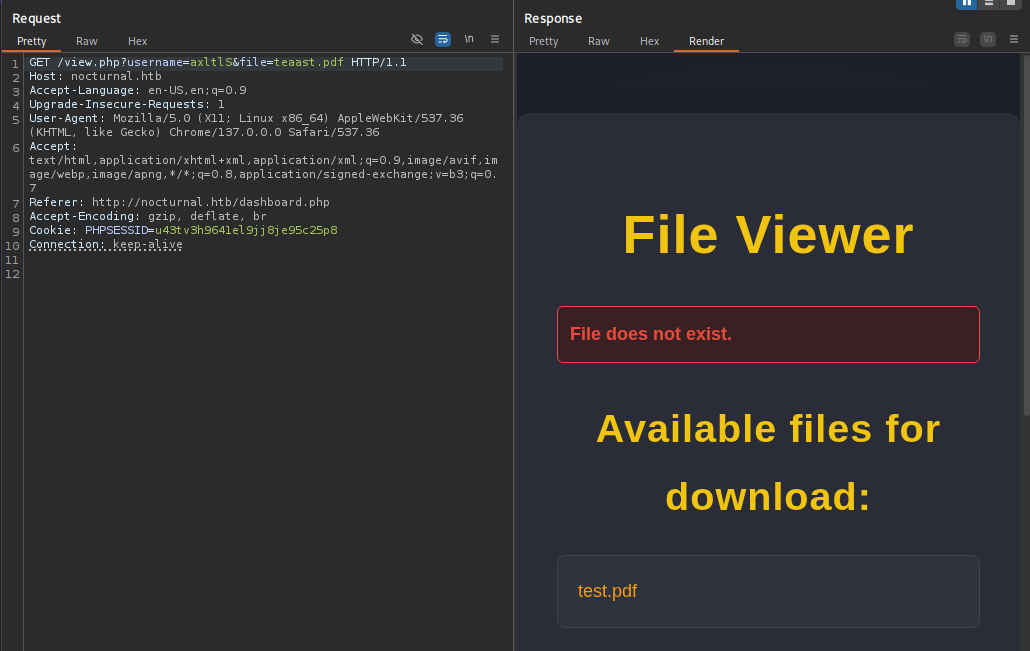 Request
Pretty Raw Hex
\n
1 GET /view.php?username=axltlS&file=teaast.pdf HTTP/1.1
2 Host: nocturnal.htb
3 Accept-Language: en-US,en;q=0.9
4 Upgrade-Insecure-Requests: 1
5 User-Agent: Mozilla/5.0 (X11; Linux x86_64) AppleWebKit/537.36
(KHTML, like Gecko) Chrome/137.0.0.0 Safari/537.36
6 Accept:
text/html,application/xhtml+xml,application/xml;q=0.9,image/avif,im
age/webp,image/apng,*/*;q=0.8,application/signed-exchange;v=b3;q=0.
7
7 Referer: http://nocturnal.htb/dashboard.php
8 Accept-Encoding: gzip, deflate, br
9 Cookie: PHPSESSID=u43tv3h9641el9jj8je95c25p8
10 Connection: keep-alive
11
12
Response
Pretty Raw Hex Render
\n
File Viewer
File does not exist.
Available files for
download:
test.pdf